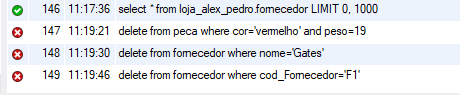 146 11:17:36 select * from loja_alex_pedro.fornecedor LIMIT 0, 1000
147 11:19:21 delete from peca where cor='vermelho' and peso=19
148 11:19:30 delete from fornecedor where nome='Gates'
149 11:19:46 delete from fornecedor where cod_Fornecedor='F1'